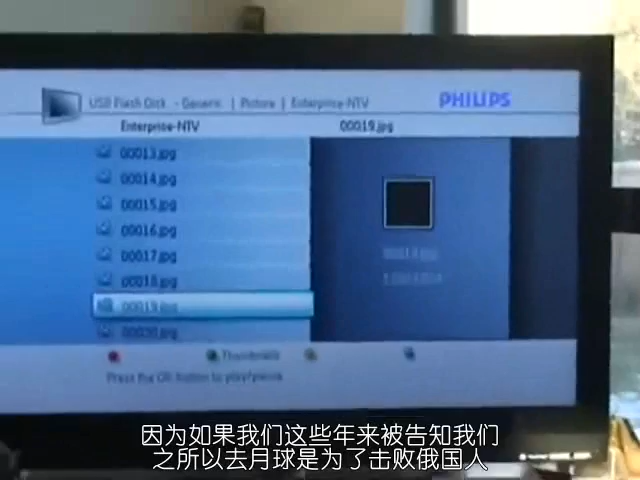 USB Flash Disk - Generic | Picture | Enterprise-NTV
PHILIPS
Enterprise-NTV
00019.jpg
00013.jpg
00014.jpg
00015.jpg
00016.jpg
00017.jpg
00018.jpg
00019.jpg
00020.jpg
Thumbnails
Press the OK button to play/pause
因为如果我们这些年来被告知我们
之所以去月球是为了击败俄国人